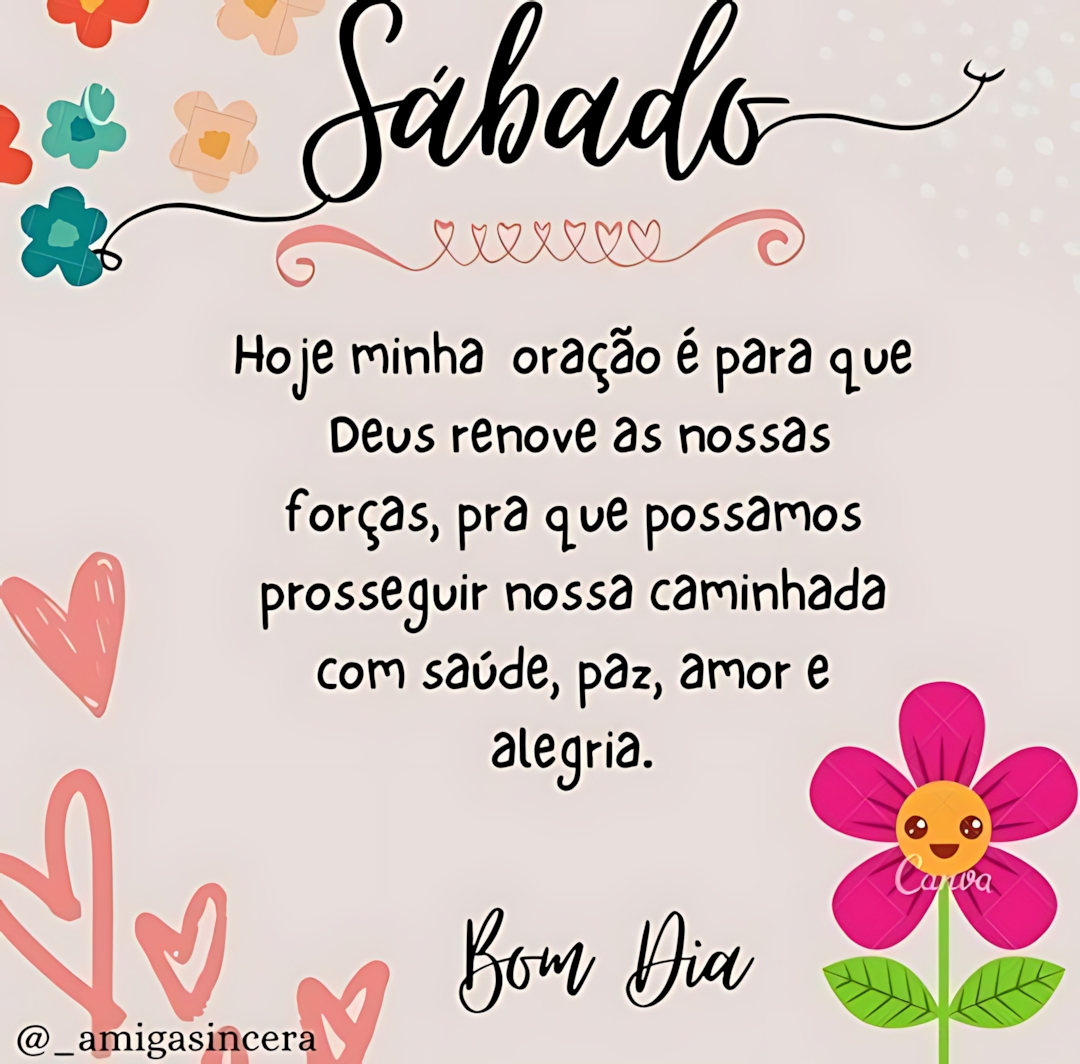 Sábado
Hoje minha oração é para que
Deus renove as nossas
forças, pra que possamos
prosseguir nossa caminhada
com saúde, paz, amor e
alegria.
Canva
Bom Dia
@_amigasincera